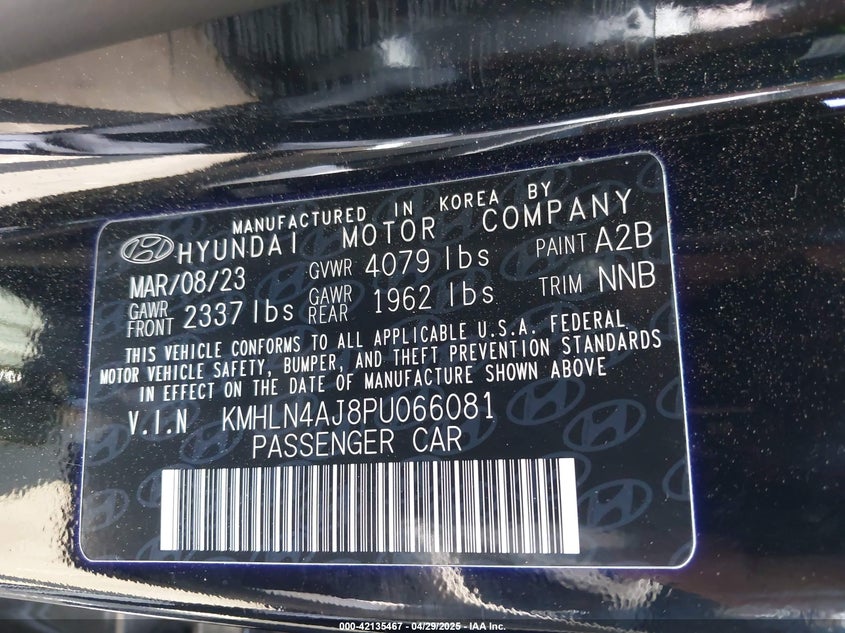 MANUFACTURED IN KOREA BY
HYUNDAI MOTOR COMPANY
MAR/08/23 GVWR 4079 lbs PAINT A2B
GAWR FRONT 2337 lbs GAWR REAR 1962 lbs TRIM NNB
THIS VEHICLE CONFORMS TO ALL APPLICABLE U.S.A. FEDERAL
MOTOR VEHICLE SAFETY, BUMPER, AND THEFT PREVENTION STANDARDS
IN EFFECT ON THE DATE OF MANUFACTURE SHOWN ABOVE
V.I.N KMHLN4AJ8PU066081
PASSENGER CAR
000-42135467 - 04/29/2025 - IAA Inc.